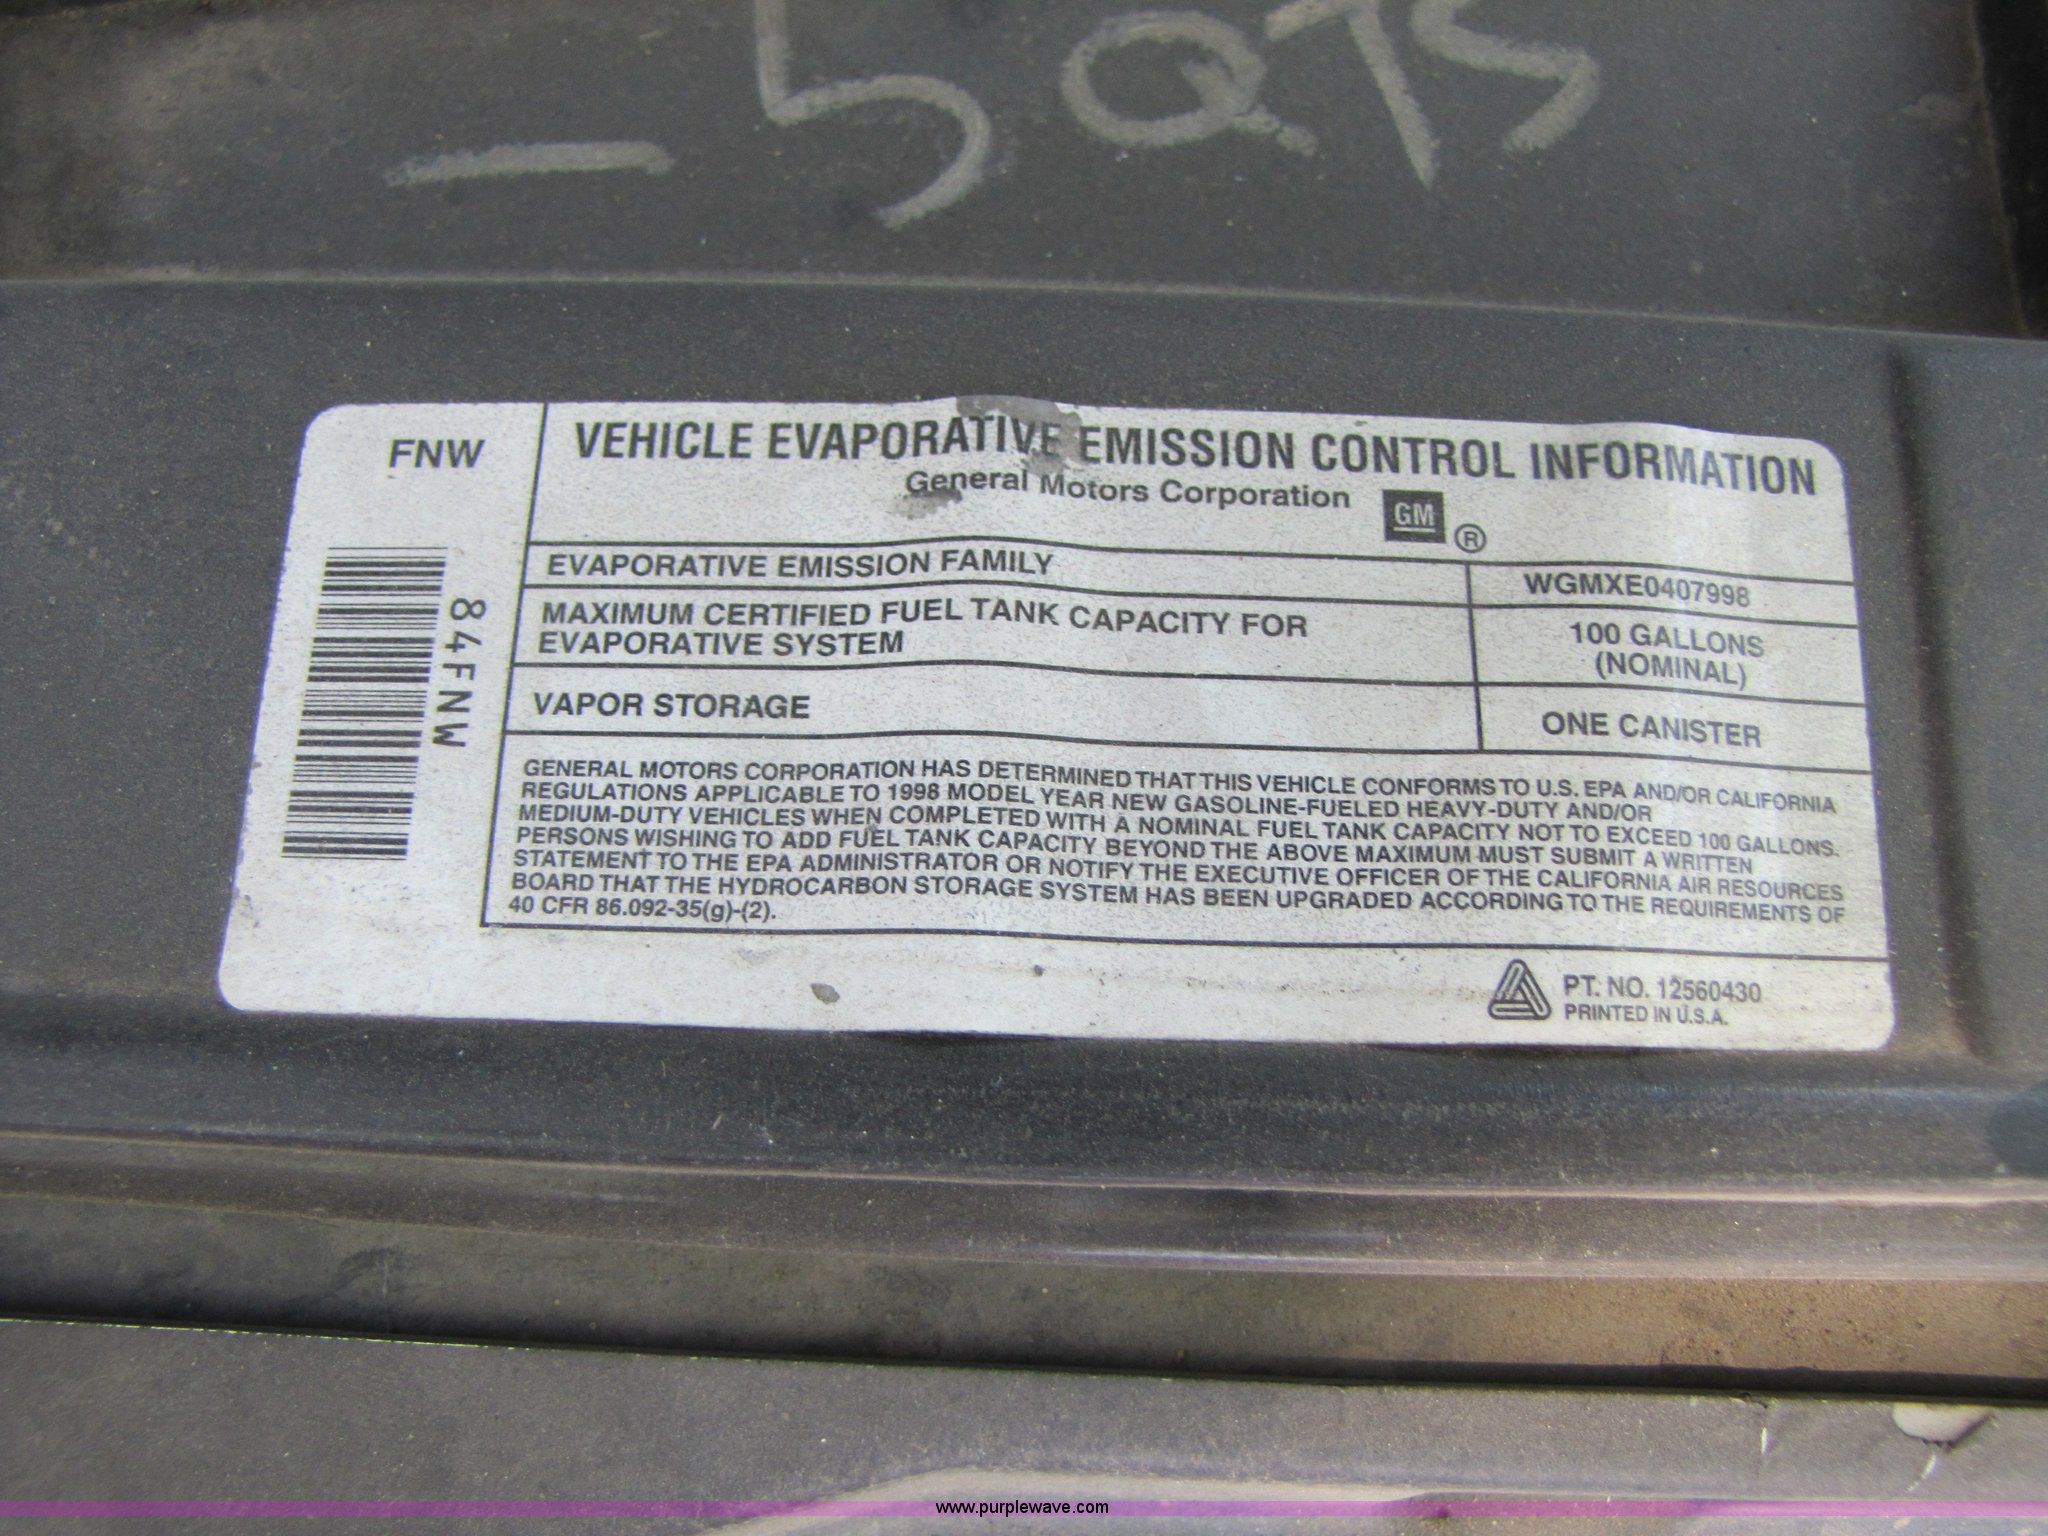 - 5 QTS
FNW
84FNW
VEHICLE EVAPORATIVE EMISSION CONTROL INFORMATION
General Motors Corporation GM ®
EVAPORATIVE EMISSION FAMILY WGMXE0407998
MAXIMUM CERTIFIED FUEL TANK CAPACITY FOR
EVAPORATIVE SYSTEM
100 GALLONS
(NOMINAL)
VAPOR STORAGE ONE CANISTER
GENERAL MOTORS CORPORATION HAS DETERMINED THAT THIS VEHICLE CONFORMS TO U.S. EPA AND/OR CALIFORNIA
REGULATIONS APPLICABLE TO 1998 MODEL YEAR NEW GASOLINE-FUELED HEAVY-DUTY AND/OR
MEDIUM-DUTY VEHICLES WHEN COMPLETED WITH A NOMINAL FUEL TANK CAPACITY NOT TO EXCEED 100 GALLONS.
PERSONS WISHING TO ADD FUEL TANK CAPACITY BEYOND THE ABOVE MAXIMUM MUST SUBMIT A WRITTEN
STATEMENT TO THE EPA ADMINISTRATOR OR NOTIFY THE EXECUTIVE OFFICER OF THE CALIFORNIA AIR RESOURCES
BOARD THAT THE HYDROCARBON STORAGE SYSTEM HAS BEEN UPGRADED ACCORDING TO THE REQUIREMENTS OF
40 CFR 86.092-35(g)-(2).
PT. NO. 12560430
PRINTED IN U.S.A.
www.purplewave.com